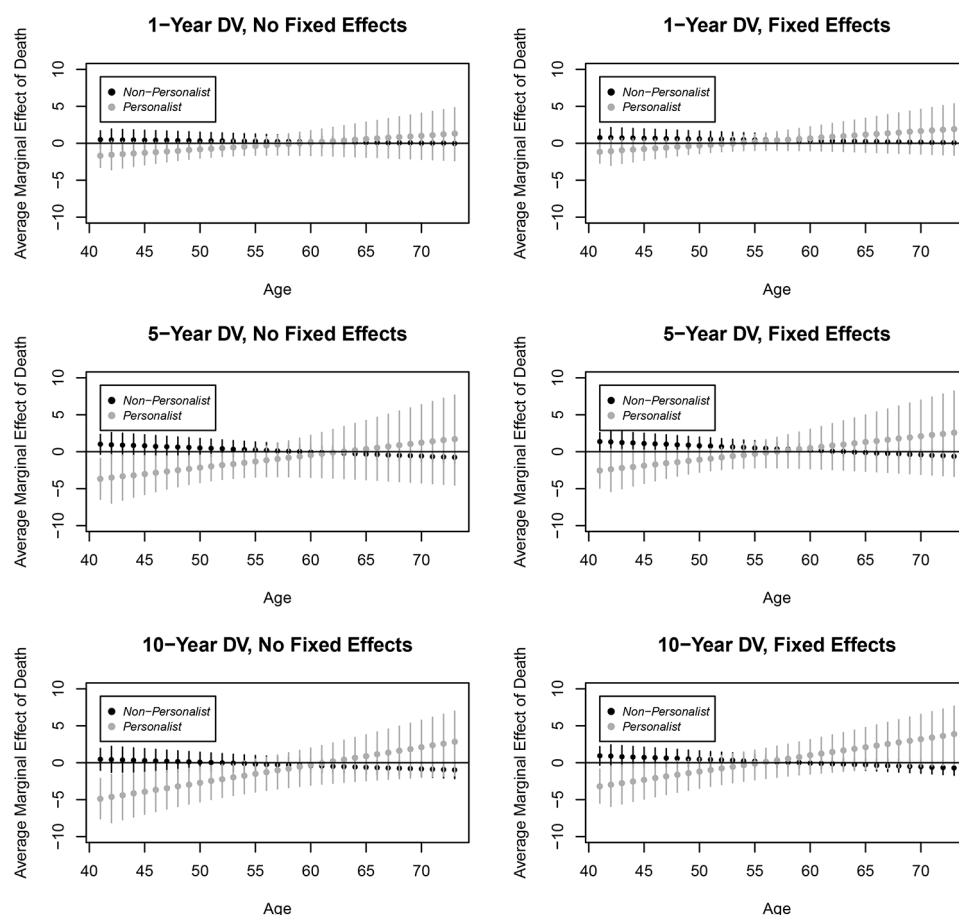 1−Year DV, No Fixed Effects
Average Marginal Effect of Death
10
5
0
−5
−10
Non−Personalist
Personalist
40 45 50 55 60 65 70
Age
1−Year DV, Fixed Effects
Average Marginal Effect of Death
10
5
0
−5
−10
Non−Personalist
Personalist
40 45 50 55 60 65 70
Age
5−Year DV, No Fixed Effects
Average Marginal Effect of Death
10
5
0
−5
−10
Non−Personalist
Personalist
40 45 50 55 60 65 70
Age
5−Year DV, Fixed Effects
Average Marginal Effect of Death
10
5
0
−5
−10
Non−Personalist
Personalist
40 45 50 55 60 65 70
Age
10−Year DV, No Fixed Effects
Average Marginal Effect of Death
10
5
0
−5
−10
Non−Personalist
Personalist
40 45 50 55 60 65 70
Age
10−Year DV, Fixed Effects
Average Marginal Effect of Death
10
5
0
−5
−10
Non−Personalist
Personalist
40 45 50 55 60 65 70
Age